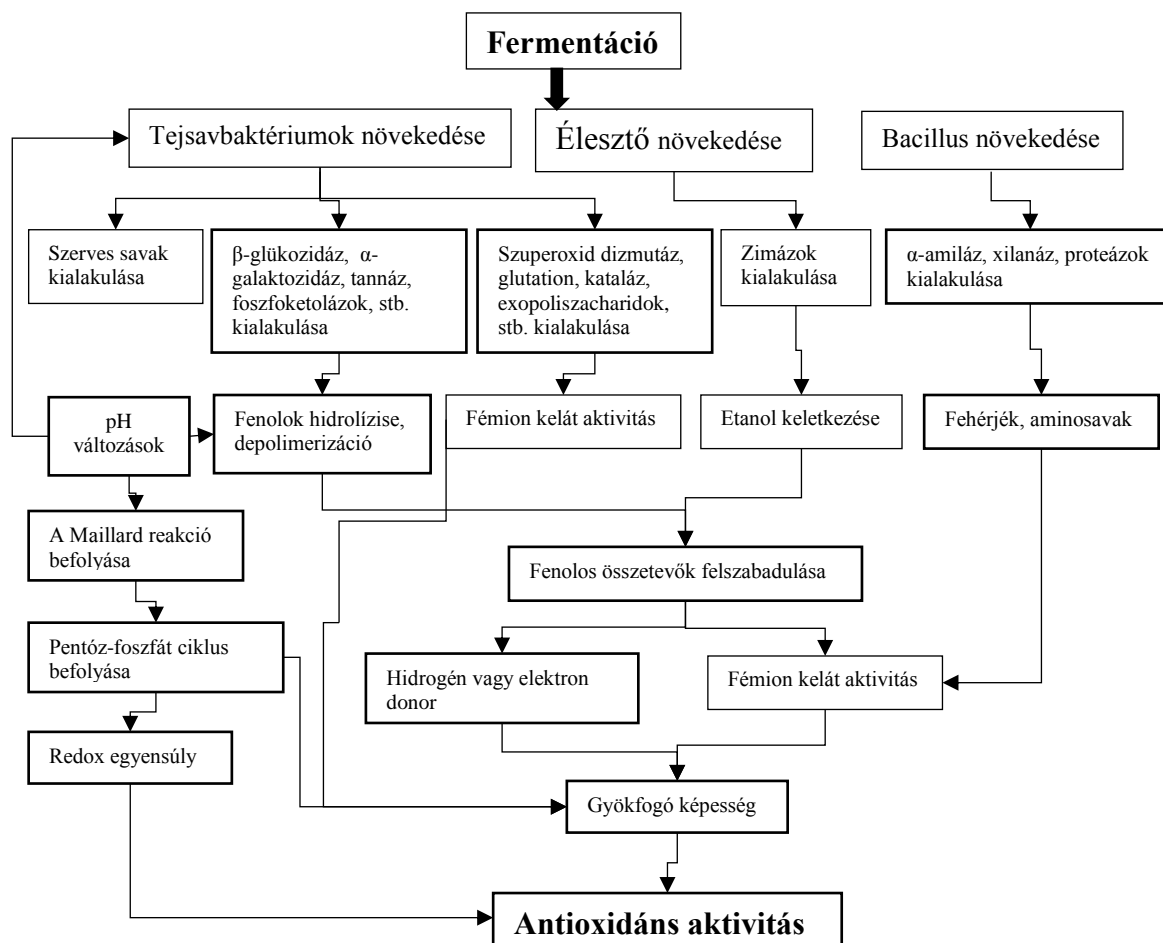 Fermentáció
Tejsavbaktériumok növekedése
Élesztő növekedése
Bacillus növekedése
Szerves savak
kialakulása
β-glükozidáz, α-
galaktozidáz, tannáz,
foszfoketolázok, stb.
kialakulása
Szuperoxid dizmutáz,
glutation, kataláz,
exopoliszacharidok,
stb. kialakulása
Zimázok
kialakulása
α-amiláz, xilanáz, proteázok
kialakulása
pH
változások
Fenolok hidrolízise,
depolimerizáció
Fémion kelát aktivitás
Etanol keletkezése
Fehérjék, aminosavak
A Maillard reakció
befolyása
Fenolos összetevők felszabadulása
Pentóz-foszfát ciklus
befolyása
Hidrogén vagy elektron
donor
Fémion kelát aktivitás
Redox egyensúly
Gyökfogó képesség
Antioxidáns aktivitás